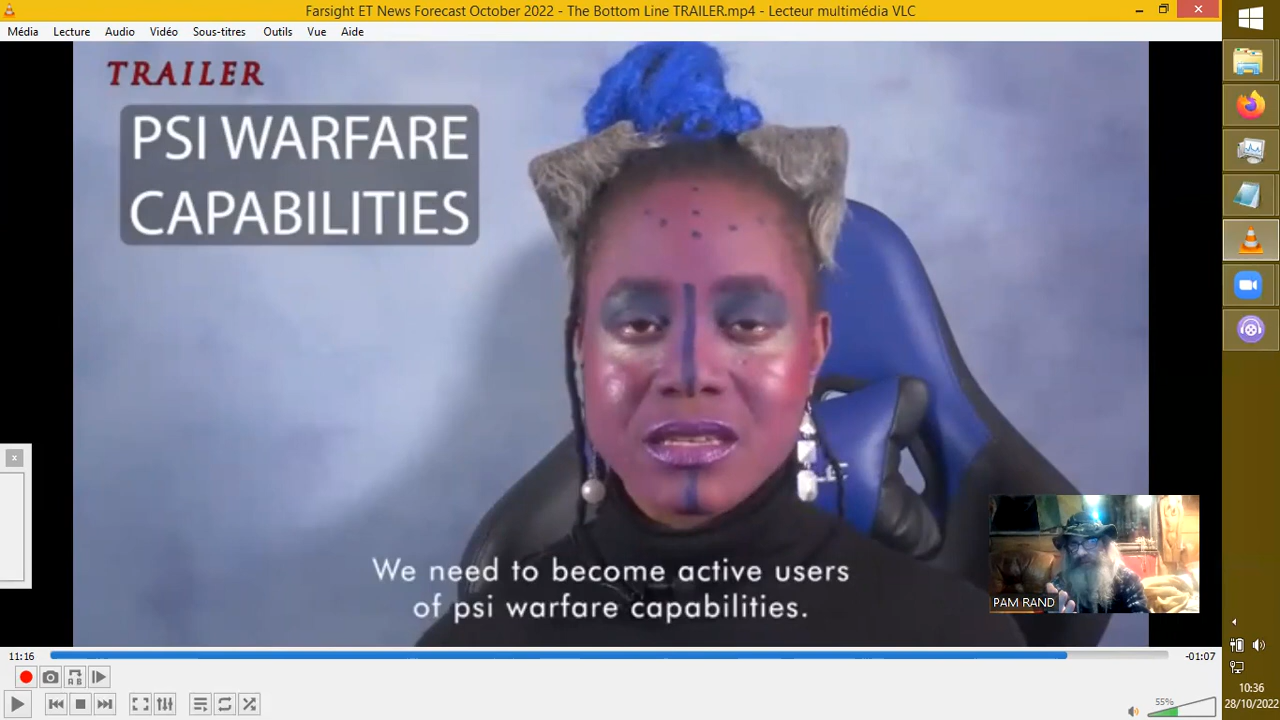 Farsight ET News Forecast October 2022 - The Bottom Line TRAILER.mp4 - Lecteur multimédia VLC
Média Lecture Audio Vidéo Sous-titres Outils Vue Aide
TRAILER
PSI WARFARE
CAPABILITIES
We need to become active users
of psi warfare capabilities.
PAM RAND
x
11:16
-01:07
A B
55%
10:36
28/10/2022